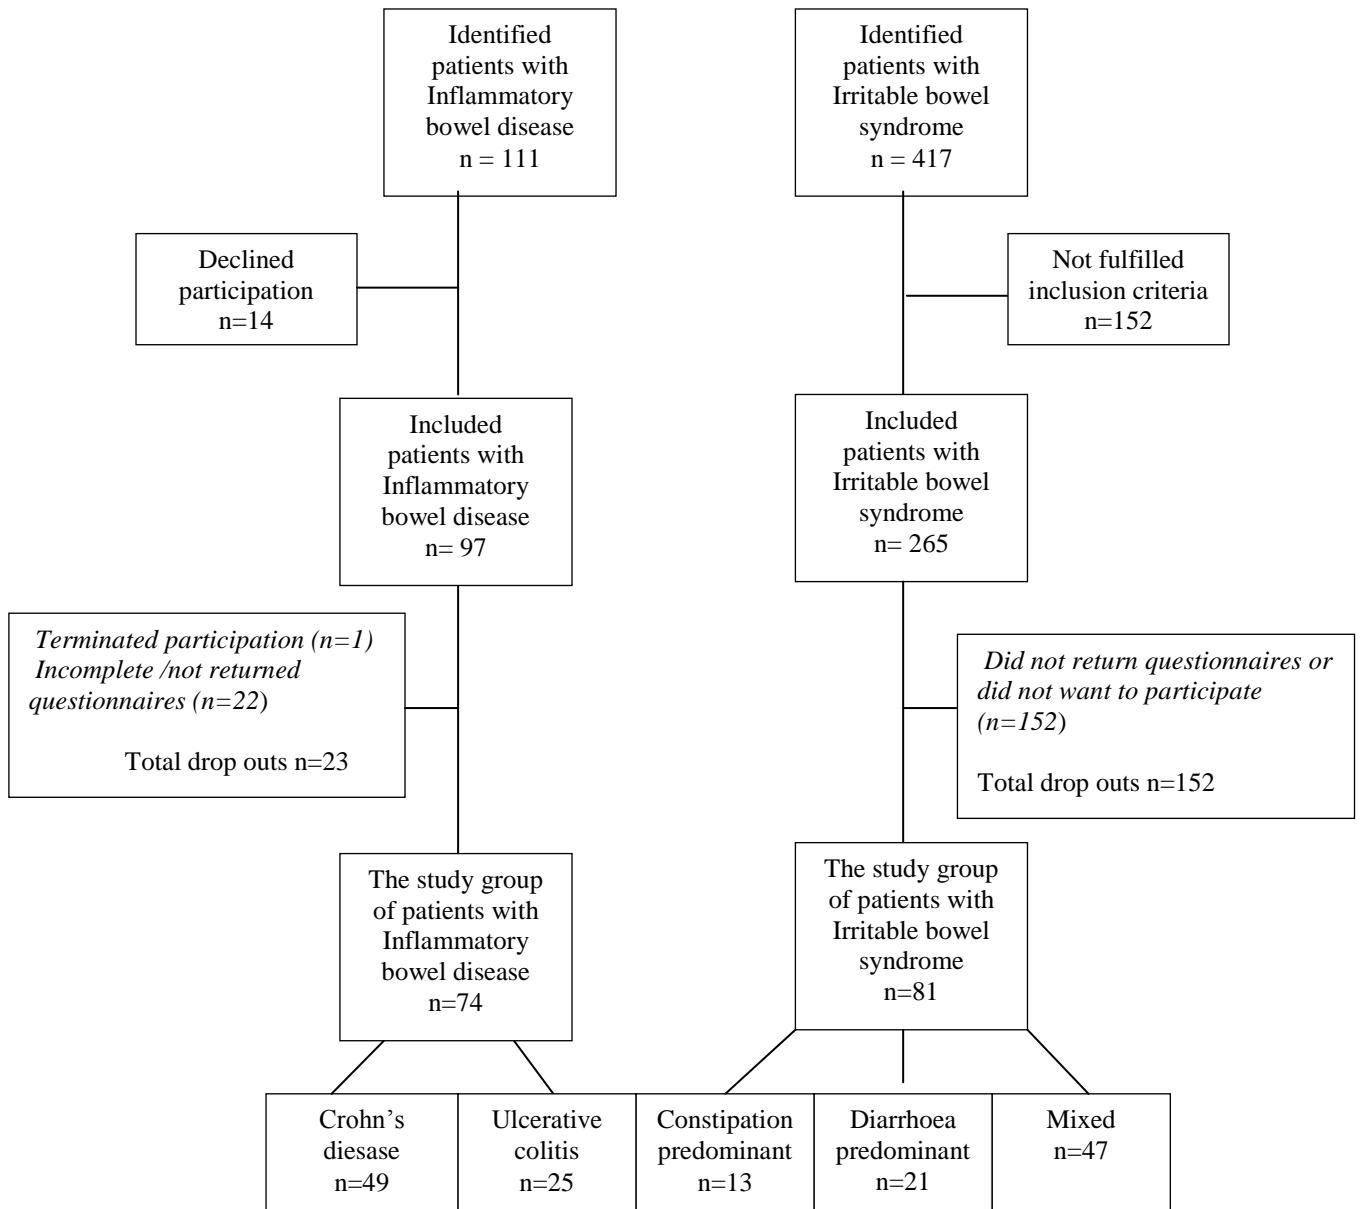 Identified
patients with
Inflammatory
bowel disease
n = 111
Identified
patients with
Irritable bowel
syndrome
n = 417
Declined
participation
n=14
Not fulfilled
inclusion criteria
n=152
Included
patients with
Inflammatory
bowel disease
n= 97
Included
patients with
Irritable bowel
syndrome
n= 265
Terminated participation (n=1)
Incomplete /not returned
questionnaires (n=22)
Total drop outs n=23
Did not return questionnaires or
did not want to participate
(n=152)
Total drop outs n=152
The study group
of patients with
Inflammatory
bowel disease
n=74
The study group
of patients with
Irritable bowel
syndrome
n=81
Crohn’s
diesase
n=49
Ulcerative
colitis
n=25
Constipation
predominant
n=13
Diarrhoea
predominant
n=21
Mixed
n=47